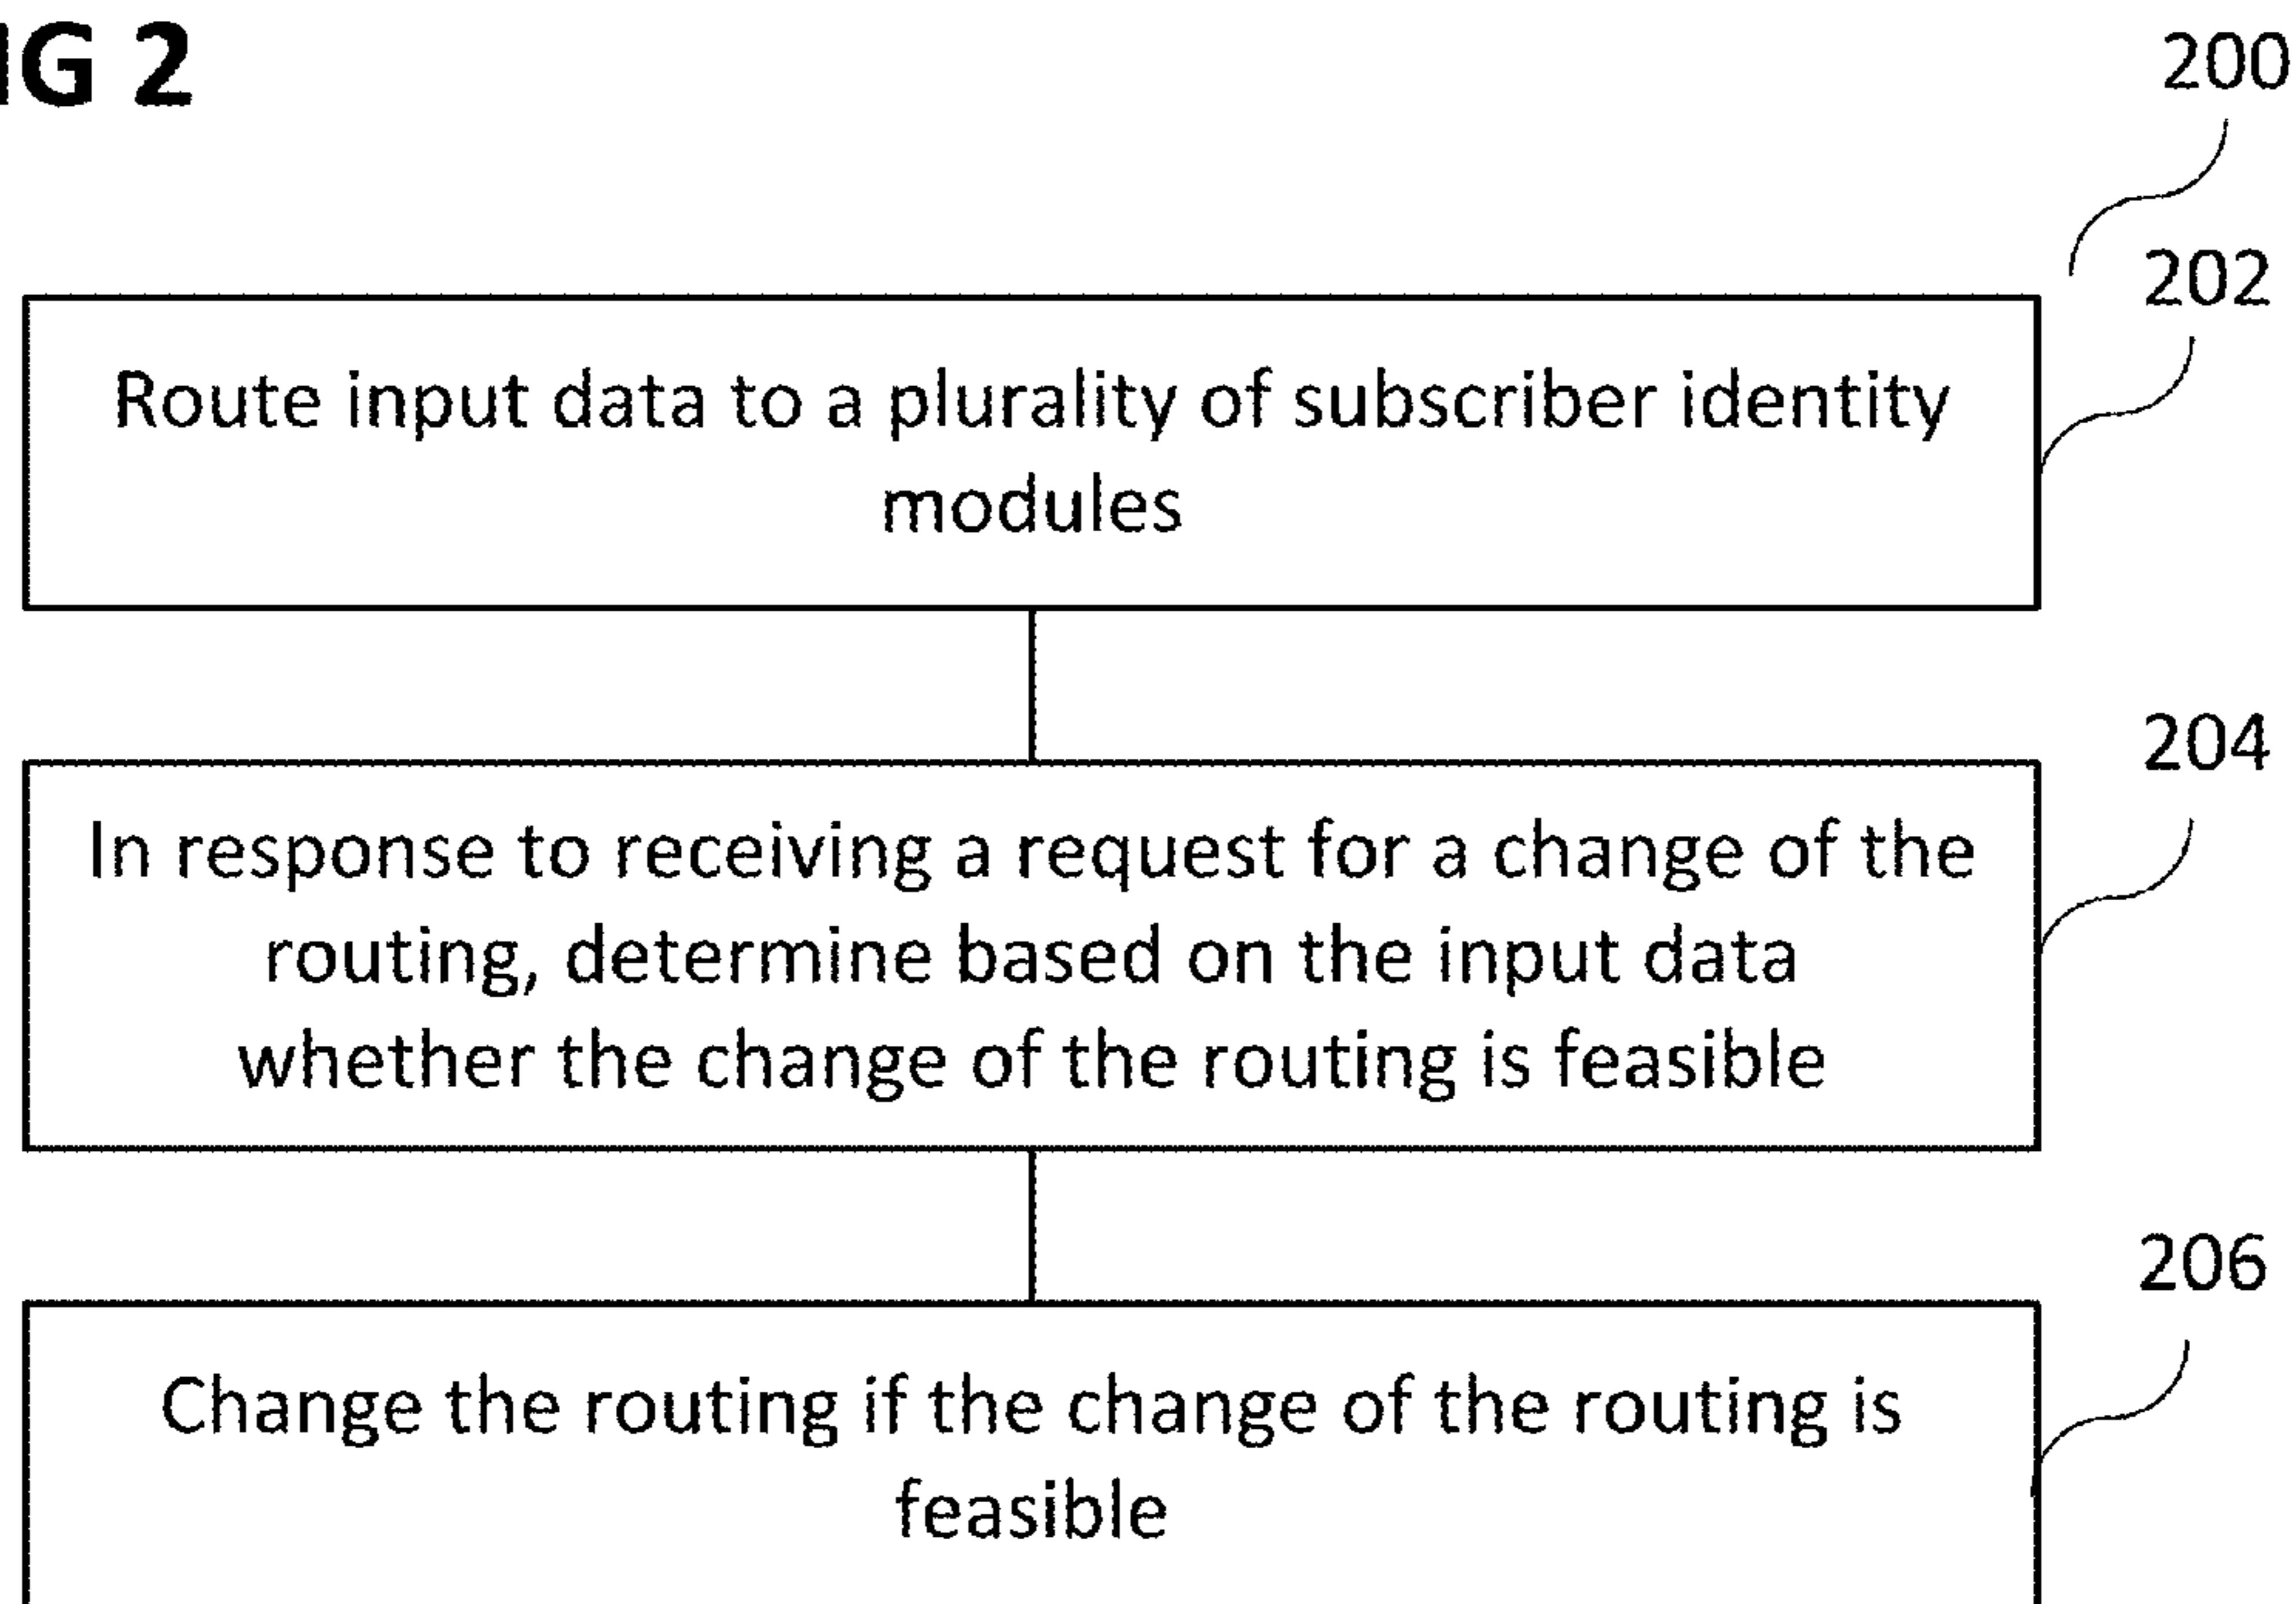 IG 2
200
202
Route input data to a plurality of subscriber identity
modules
204
In response to receiving a request for a change of the
routing, determine based on the input data
whether the change of the routing is feasible
206
Change the routing if the change of the routing is
feasible